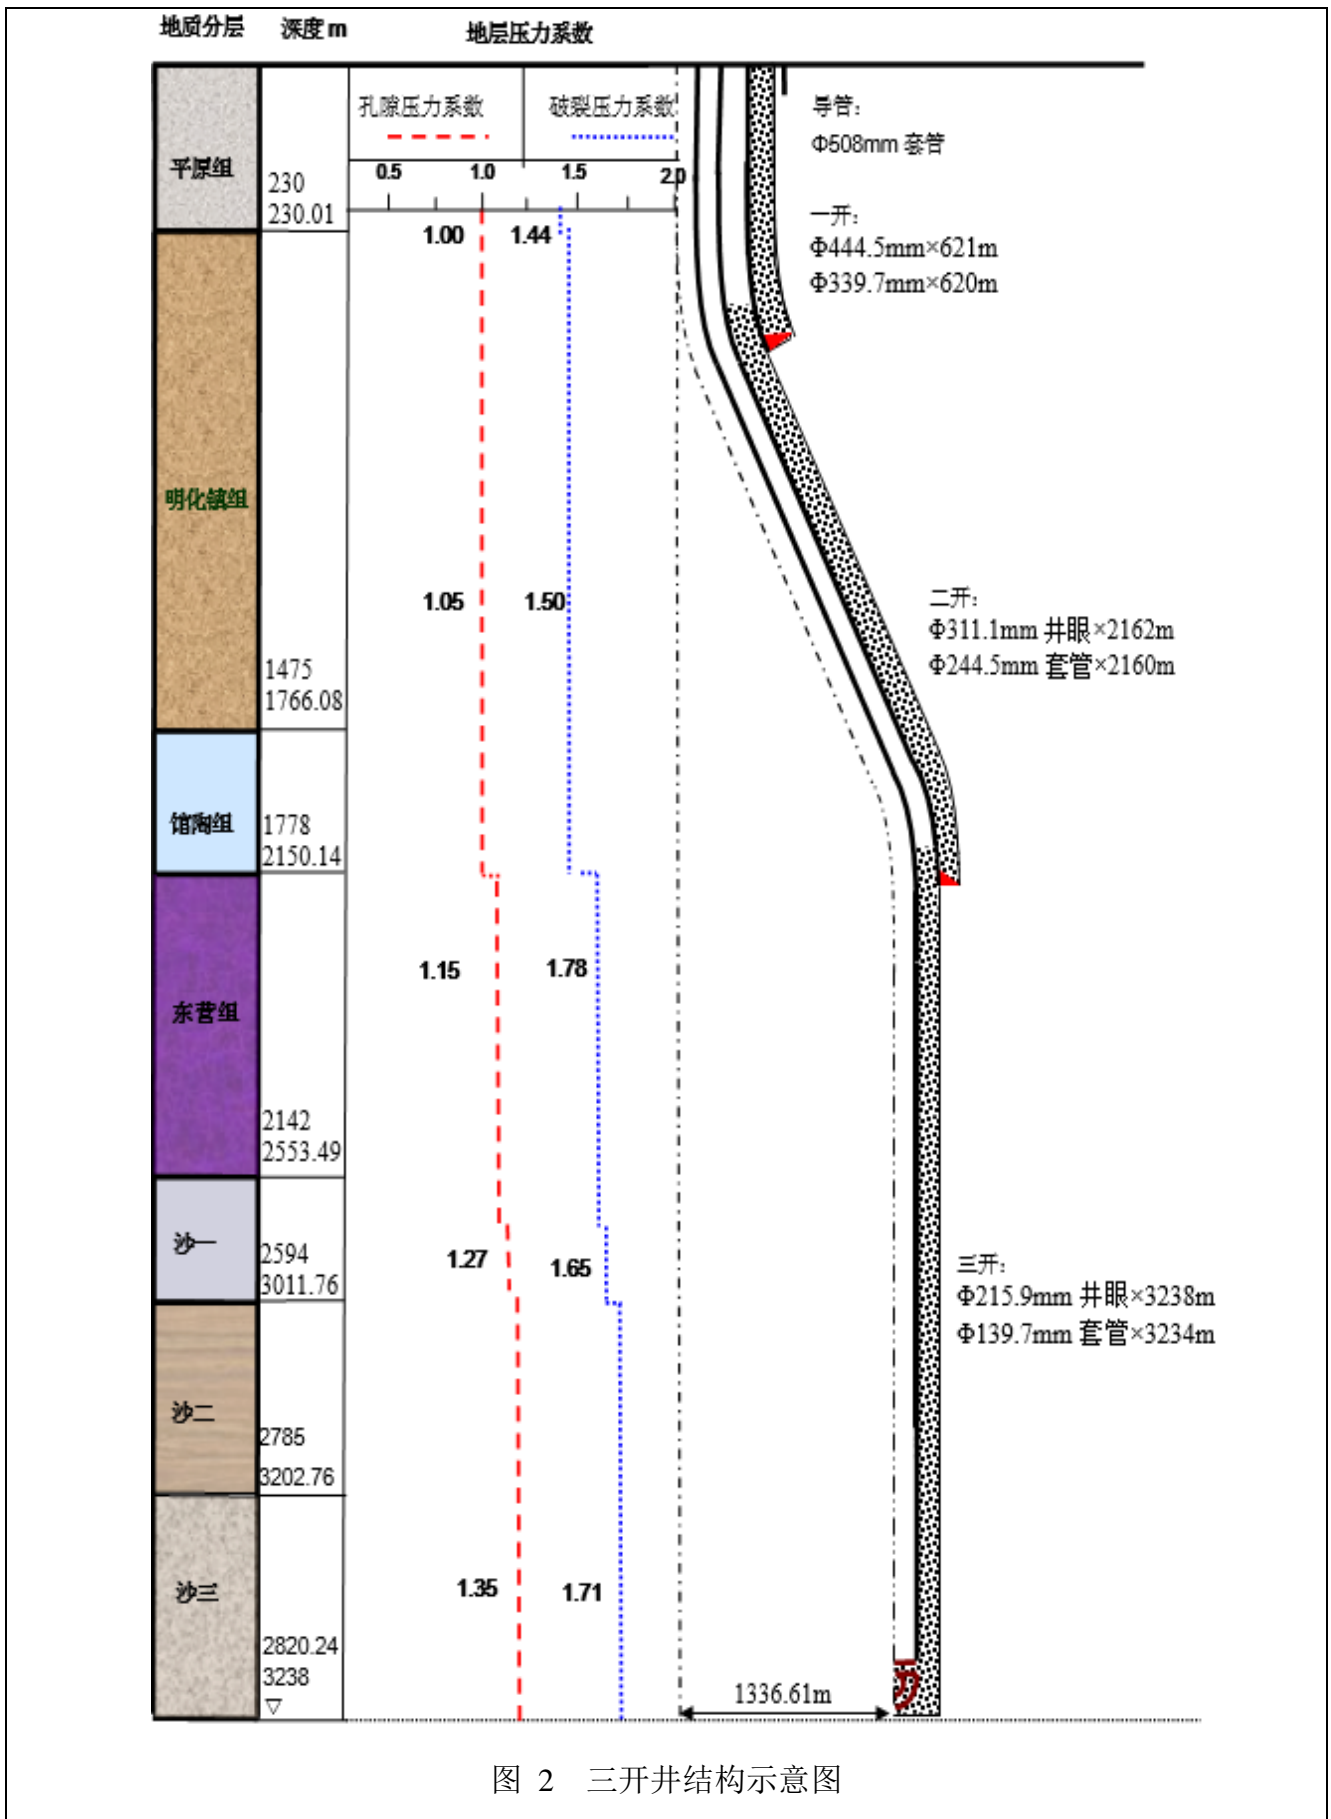 地质分层 深度 m 地层压力系数
孔隙压力系数 破裂压力系数
0.5 1.0 1.5 2.0
导管：
Φ508mm 套管
平原组
230
230.01
一开：
Φ444.5mm×621m
Φ339.7mm×620m
1.00 1.44
明化镇组
1.05 1.50
二开：
Φ311.1mm 井眼×2162m
Φ244.5mm 套管×2160m
1475
1766.08
馆陶组
1778
2150.14
1.15 1.78
东营组
2142
2553.49
沙一
2594
3011.76
1.27 1.65
三开：
Φ215.9mm 井眼×3238m
Φ139.7mm 套管×3234m
沙二
2785
3202.76
沙三
1.35 1.71
2820.24
3238
1336.61m
图 2 三开井结构示意图